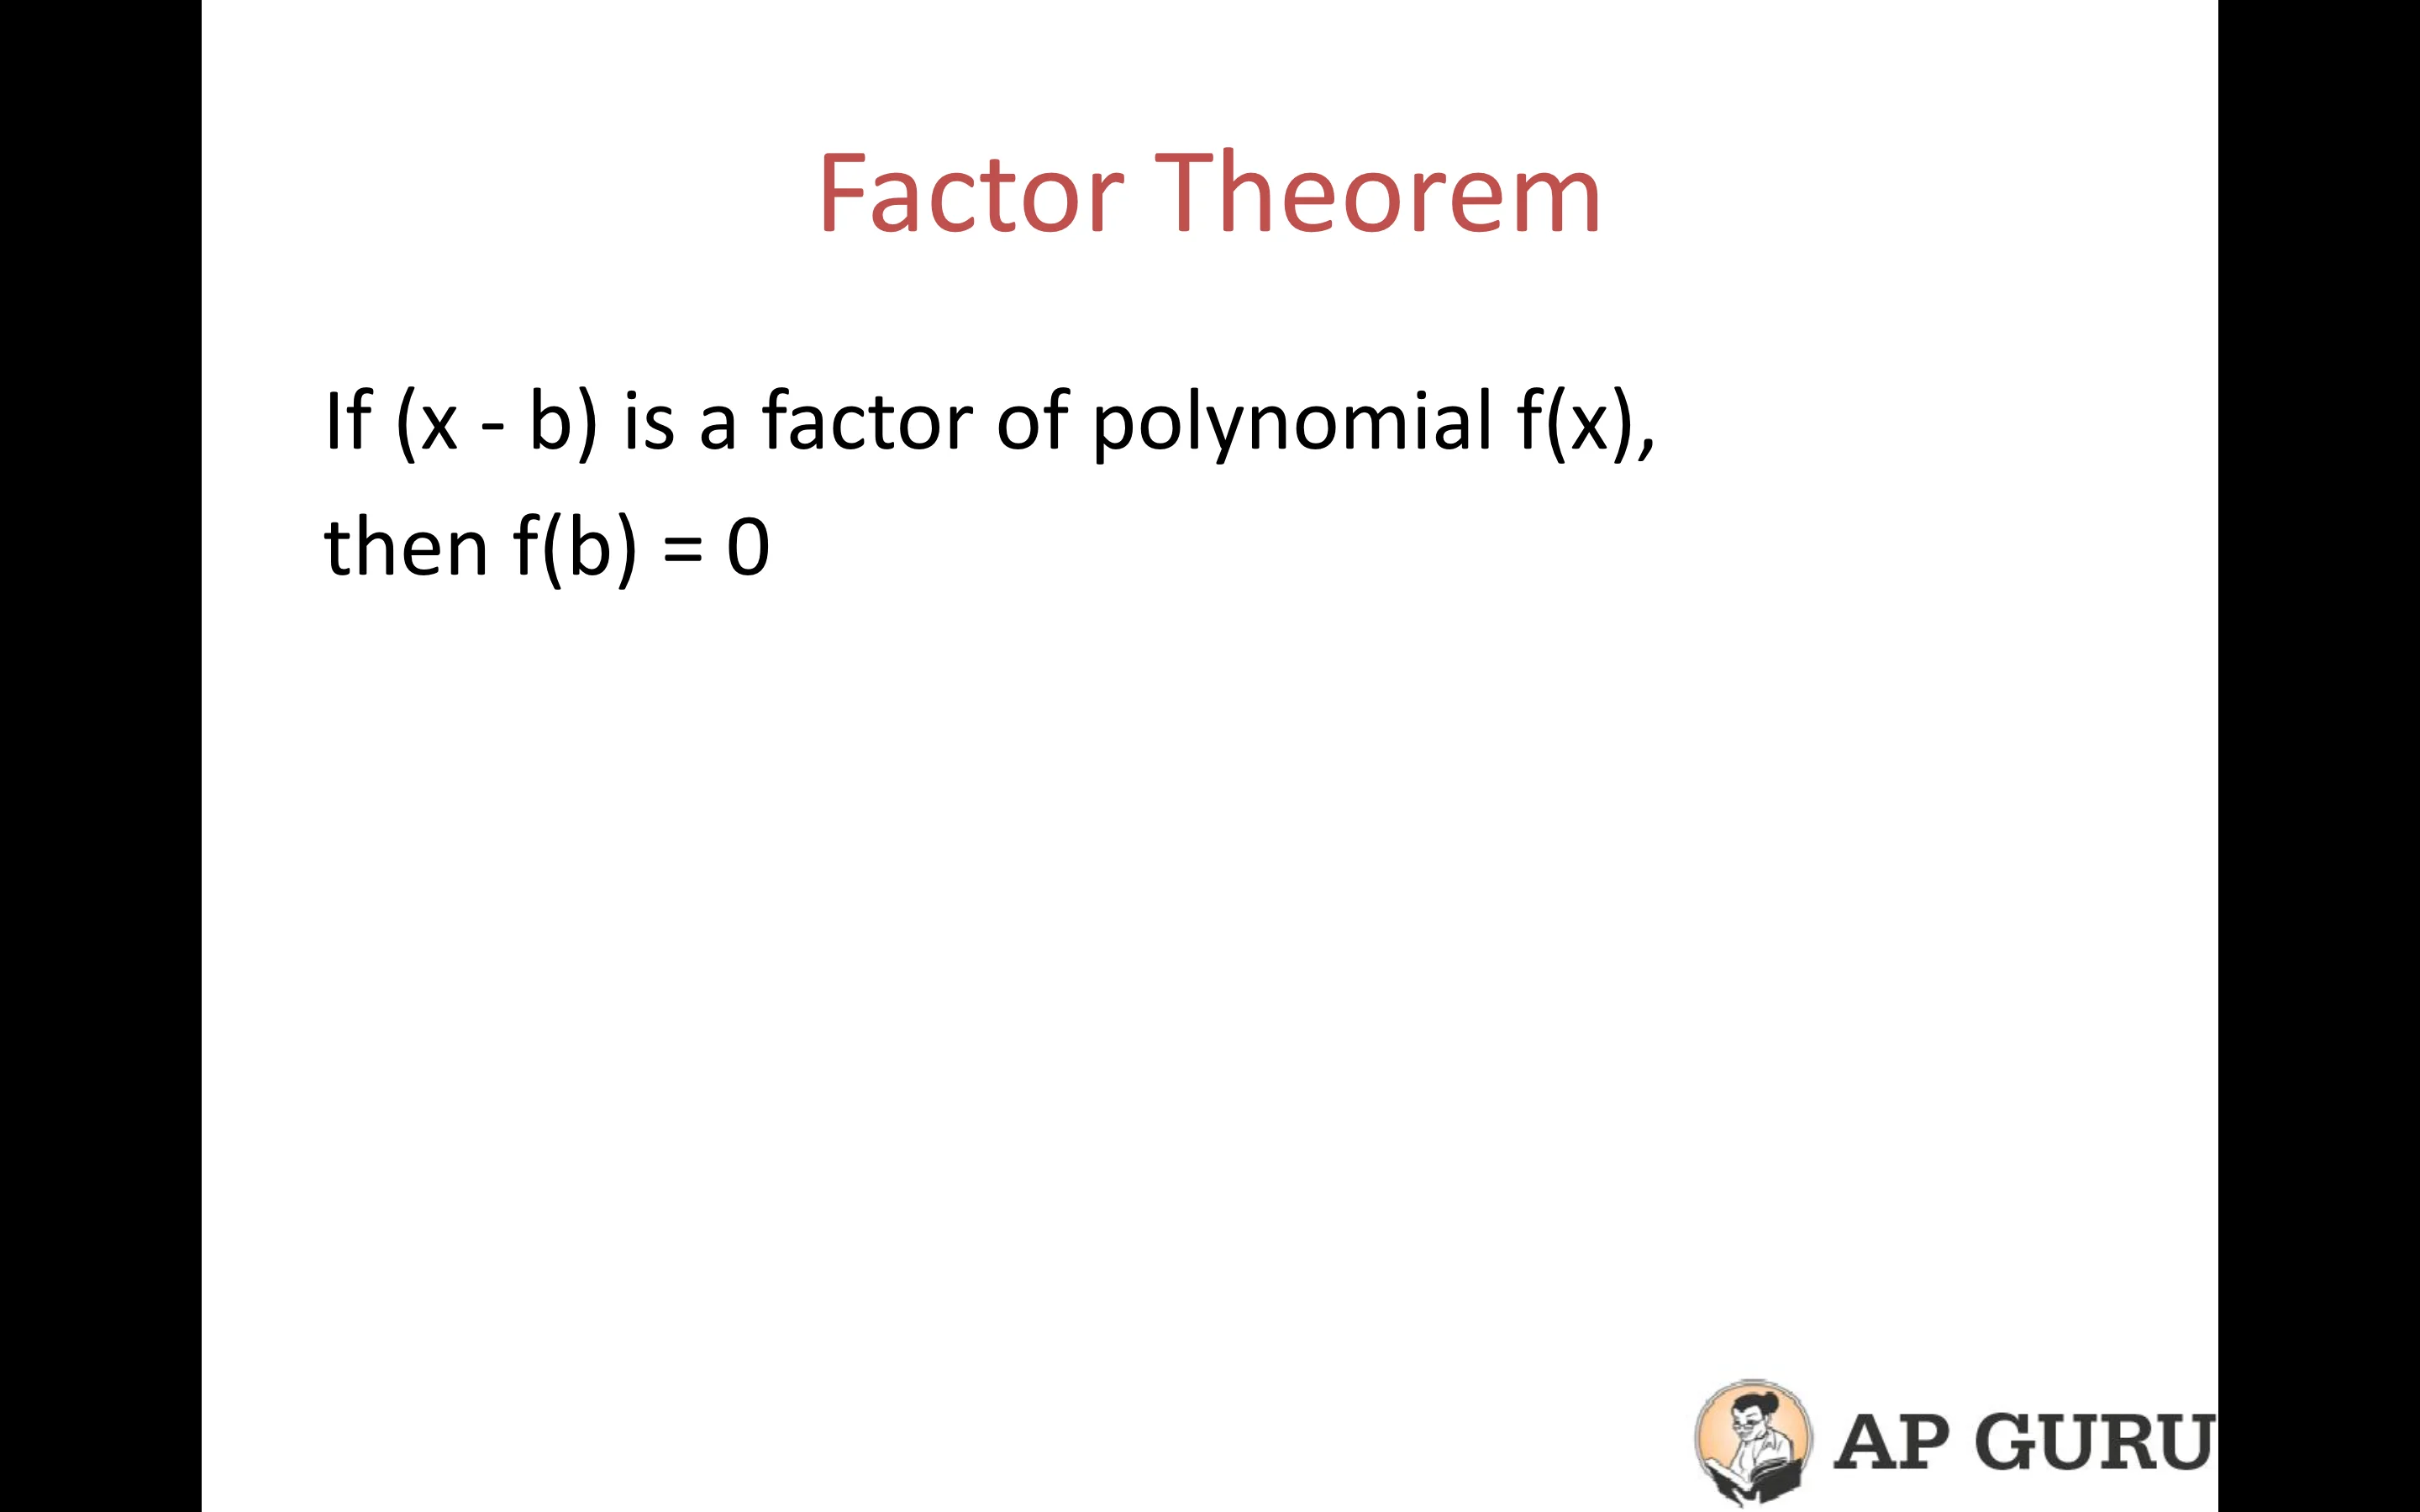 Factor Theorem
If (x - b) is a factor of polynomial f(x),
then f(b) = 0
AP GURU